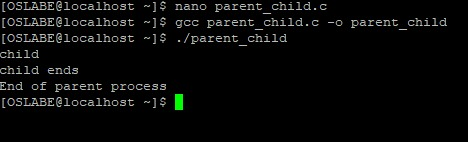 [OSLABE@localhost ~]$ nano parent_child.c
[OSLABE@localhost ~]$ gcc parent_child.c -o parent_child
[OSLABE@localhost ~]$ ./parent_child
child
child ends
End of parent process
[OSLABE@localhost ~]$